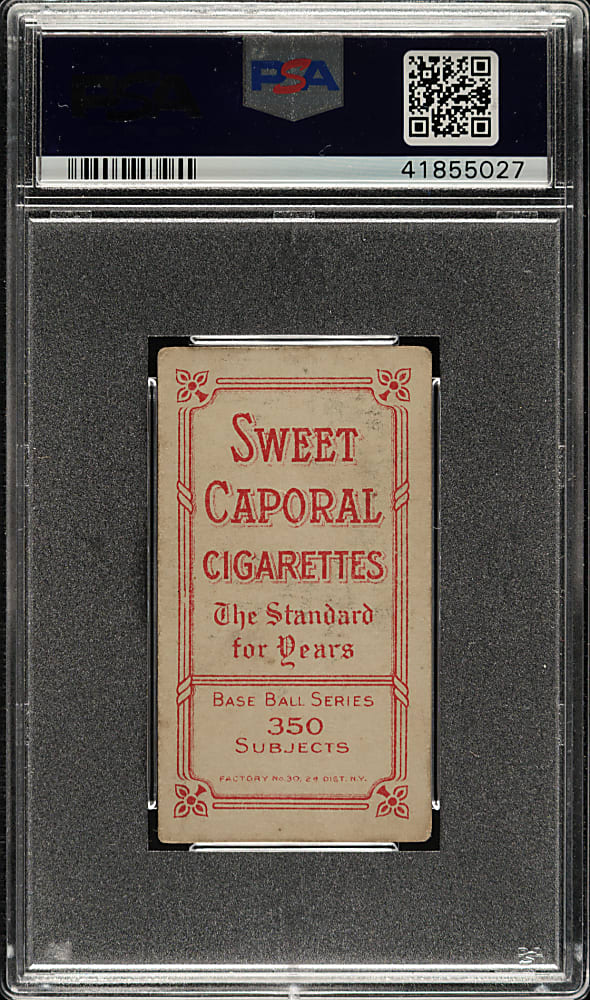 PSA
41855027
SWEET
CAPORAL
CIGARETTES
The Standard
for Years
BASE BALL SERIES
350
SUBJECTS
FACTORY No. 30, 2d DIST. N.Y.